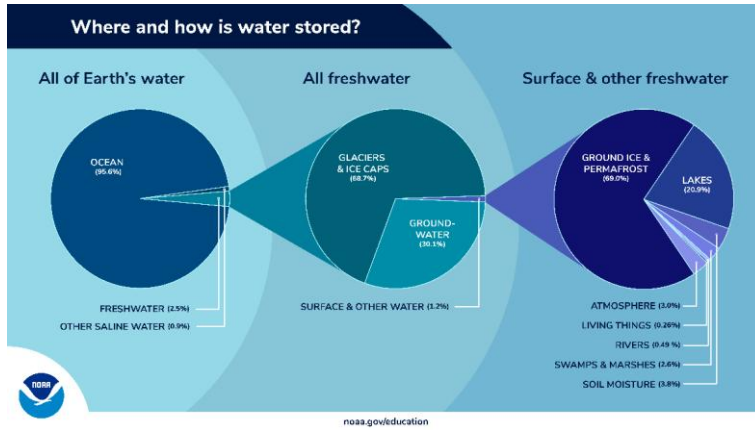 Where and how is water stored?
All of Earth's water
OCEAN
(95.6%)
FRESHWATER (2.5%)
OTHER SALINE WATER (0.9%)
All freshwater
GLACIERS
& ICE CAPS
(68.7%)
GROUND-
WATER
(30.1%)
SURFACE & OTHER WATER (1.2%)
Surface & other freshwater
GROUND ICE &
PERMAFROST
(69.0%)
LAKES
(20.9%)
ATMOSPHERE (3.0%)
LIVING THINGS (0.26%)
RIVERS (0.49 %)
SWAMPS & MARSHES (2.6%)
SOIL MOISTURE (3.8%)
NOAA
noaa.gov/education